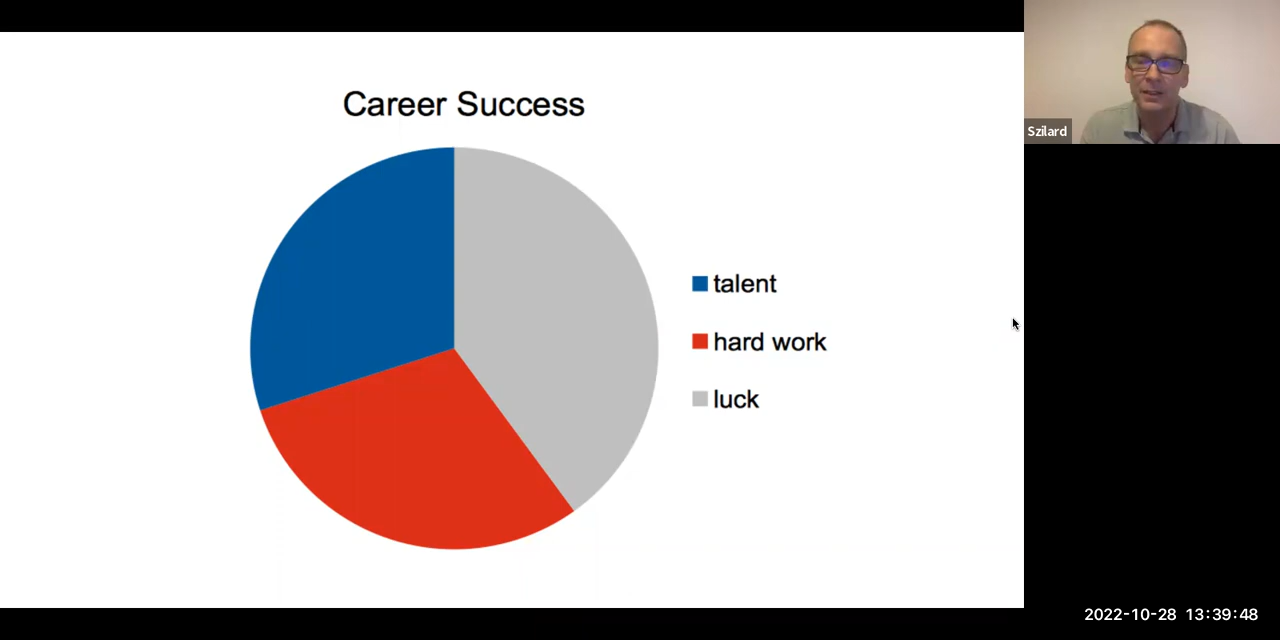 Career Success
talent
hard work
luck
Szilard
2022-10-28 13:39:48